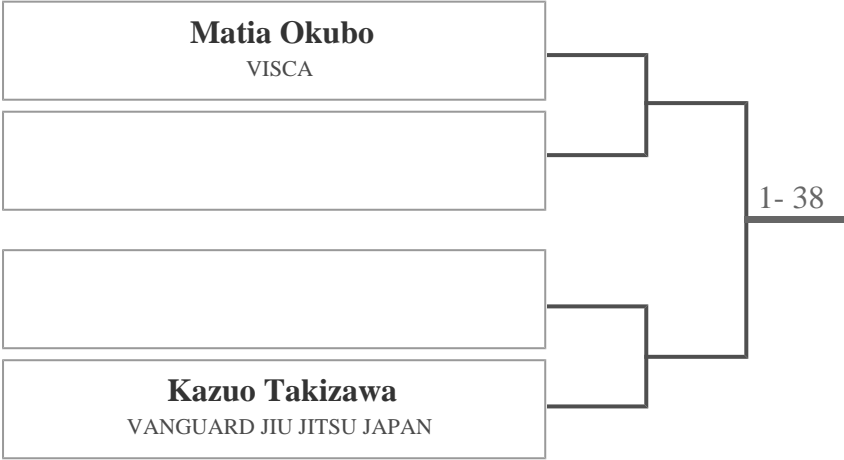 Matia Okubo
VISCA
1- 38
Kazuo Takizawa
VANGUARD JIU JITSU JAPAN